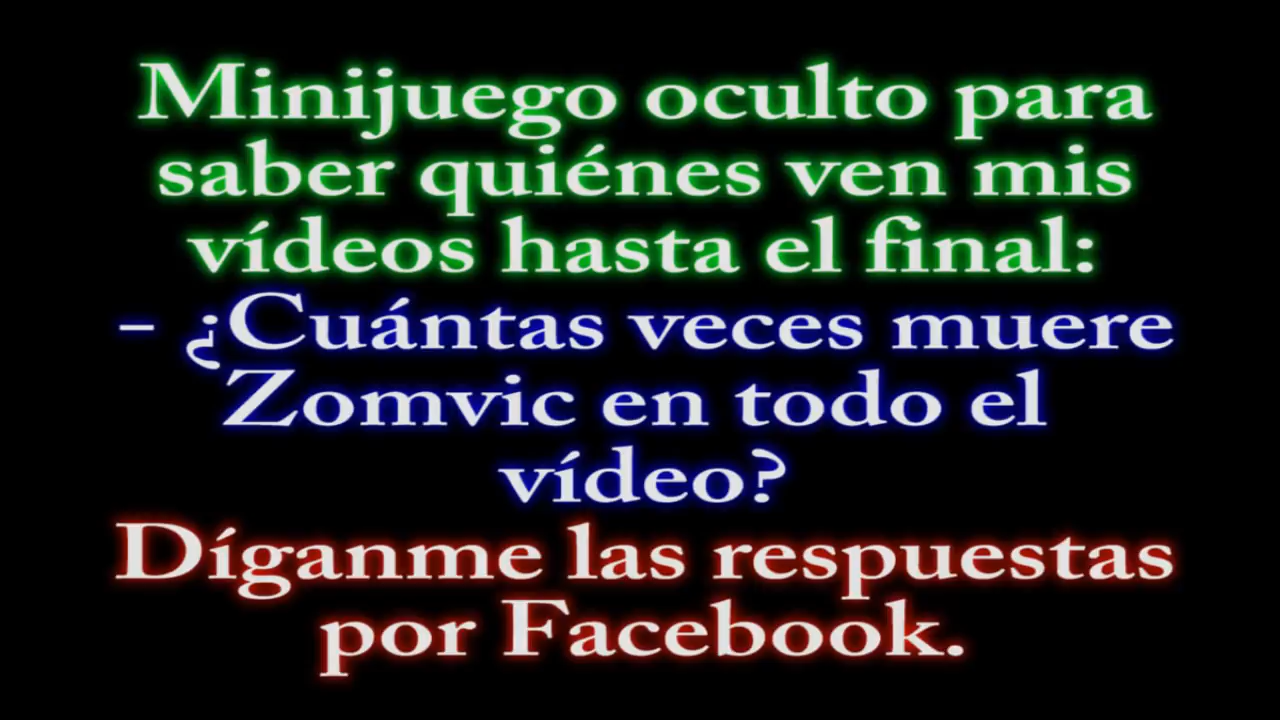 Minijuego oculto para
saber quiénes ven mis
vídeos hasta el final:
- ¿Cuántas veces muere
Zomvic en todo el
vídeo?
Díganme las respuestas
por Facebook.